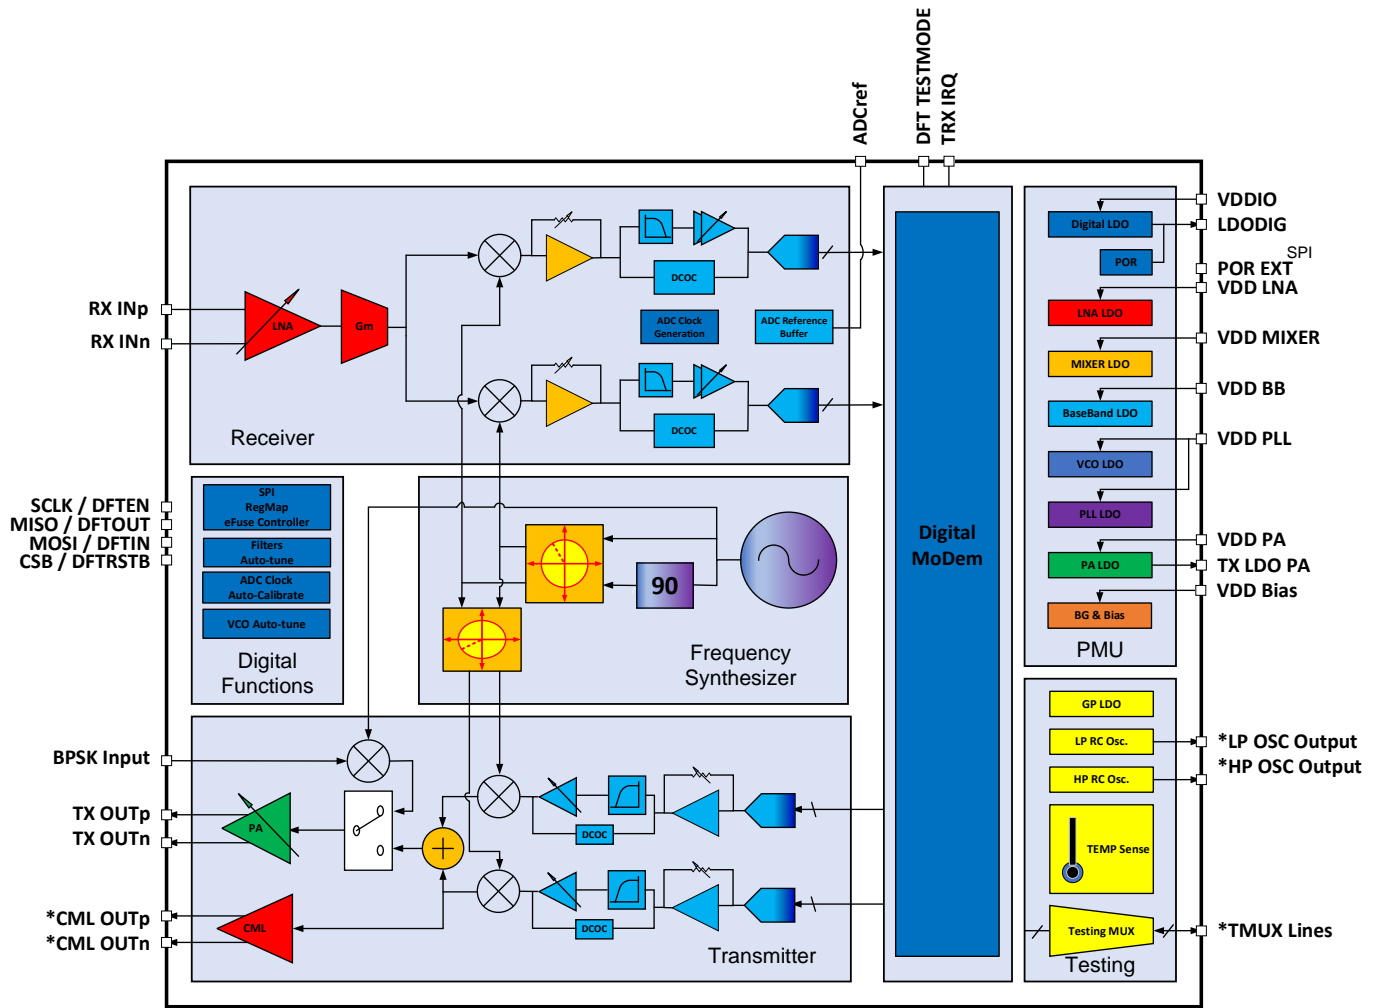 ADCref
DFT TESTMODE
TRX IRQ
RX INp
RX INn
LNA
Gm
DCOC
ADC Clock
Generation
ADC Reference
Buffer
DCOC
Receiver
SCLK / DFTEN
MISO / DFTOUT
MOSI / DFTIN
CSB / DFTRSTB
SPI
RegMap
eFuse Controller
Filters
Auto-tune
ADC Clock
Auto-Calibrate
VCO Auto-tune
Digital
Functions
90
Frequency
Synthesizer
Digital
MoDem
BPSK Input
TX OUTp
TX OUTn
*CML OUTp
*CML OUTn
PA
CML
DCOC
DCOC
Transmitter
Digital LDO
POR
LNA LDO
MIXER LDO
BaseBand LDO
VCO LDO
PLL LDO
PA LDO
BG & Bias
PMU
VDDIO
LDODIG
SPI
POR EXT
VDD LNA
VDD MIXER
VDD BB
VDD PLL
VDD PA
TX LDO PA
VDD Bias
GP LDO
LP RC Osc.
HP RC Osc.
TEMP Sense
Testing MUX
Testing
*LP OSC Output
*HP OSC Output
*TMUX Lines